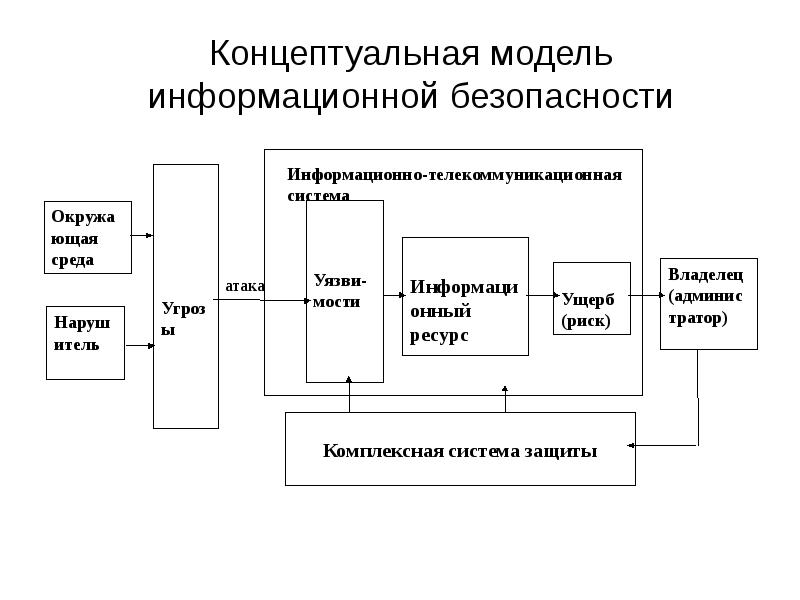 Концептуальная модель
информационной безопасности
Информационно-телекоммуникационная
система
Окружа
ющая
среда
Наруш
итель
Угроз
ы
атака
Уязви-
мости
Информаци
онный
ресурс
Ущерб
(риск)
Владелец
(админис
тратор)
Комплексная система защиты